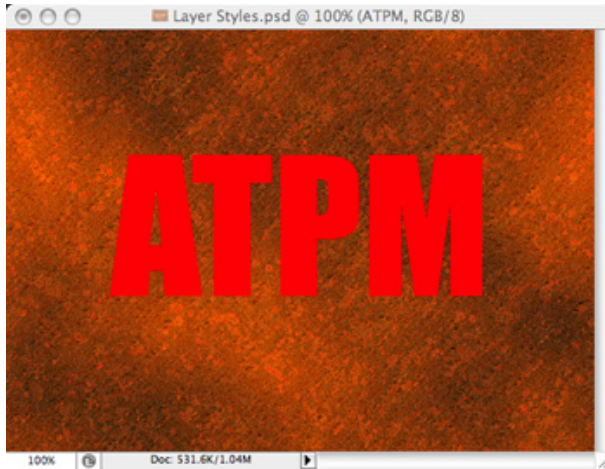 Layer Styles.psd @ 100% (ATPM, RGB/8)
ATPM
100% Doc: 531.6K/1.04M